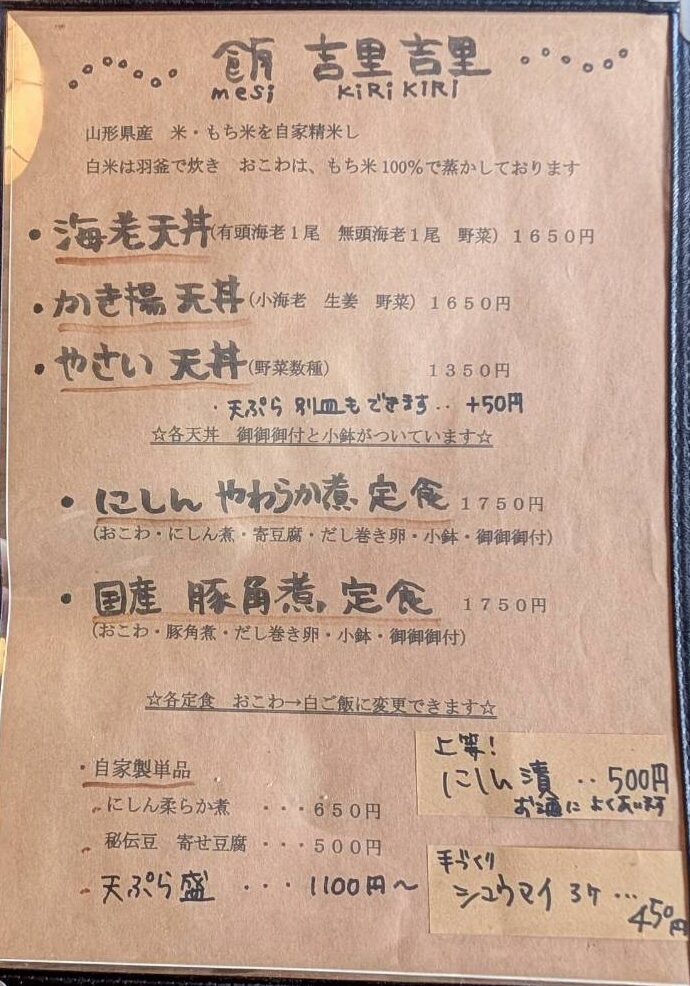 飯 吉里吉里
mesi KiRi KiRi
山形県産 米・もち米を自家精米し
白米は羽釜で炊き おこわは、もち米100％で蒸かしております
・海老天丼(有頭海老1尾 無頭海老1尾 野菜) 1650円
・かき揚天丼(小海老 生姜 野菜) 1650円
・やさい 天丼(野菜数種) 1350円
・天ぷら 別皿もできます‥ +50円
☆各天丼 御御御付と小鉢がついています☆
・にしん やわらか煮 定食 1750円
(おこわ・にしん煮・寄豆腐・だし巻き卵・小鉢・御御御付)
・国産 豚角煮 定食 1750円
(おこわ・豚角煮・だし巻き卵・小鉢・御御御付)
☆各定食 おこわ→白ご飯に変更できます☆
・自家製単品
にしん柔らか煮 ・・・650円
秘伝豆 寄せ豆腐 ・・・500円
天ぷら盛 ・・・ 1100円〜
上等!
にしん漬 ‥500円
お酒に よくあいます
手づくり
シュウマイ 3ケ …
450円